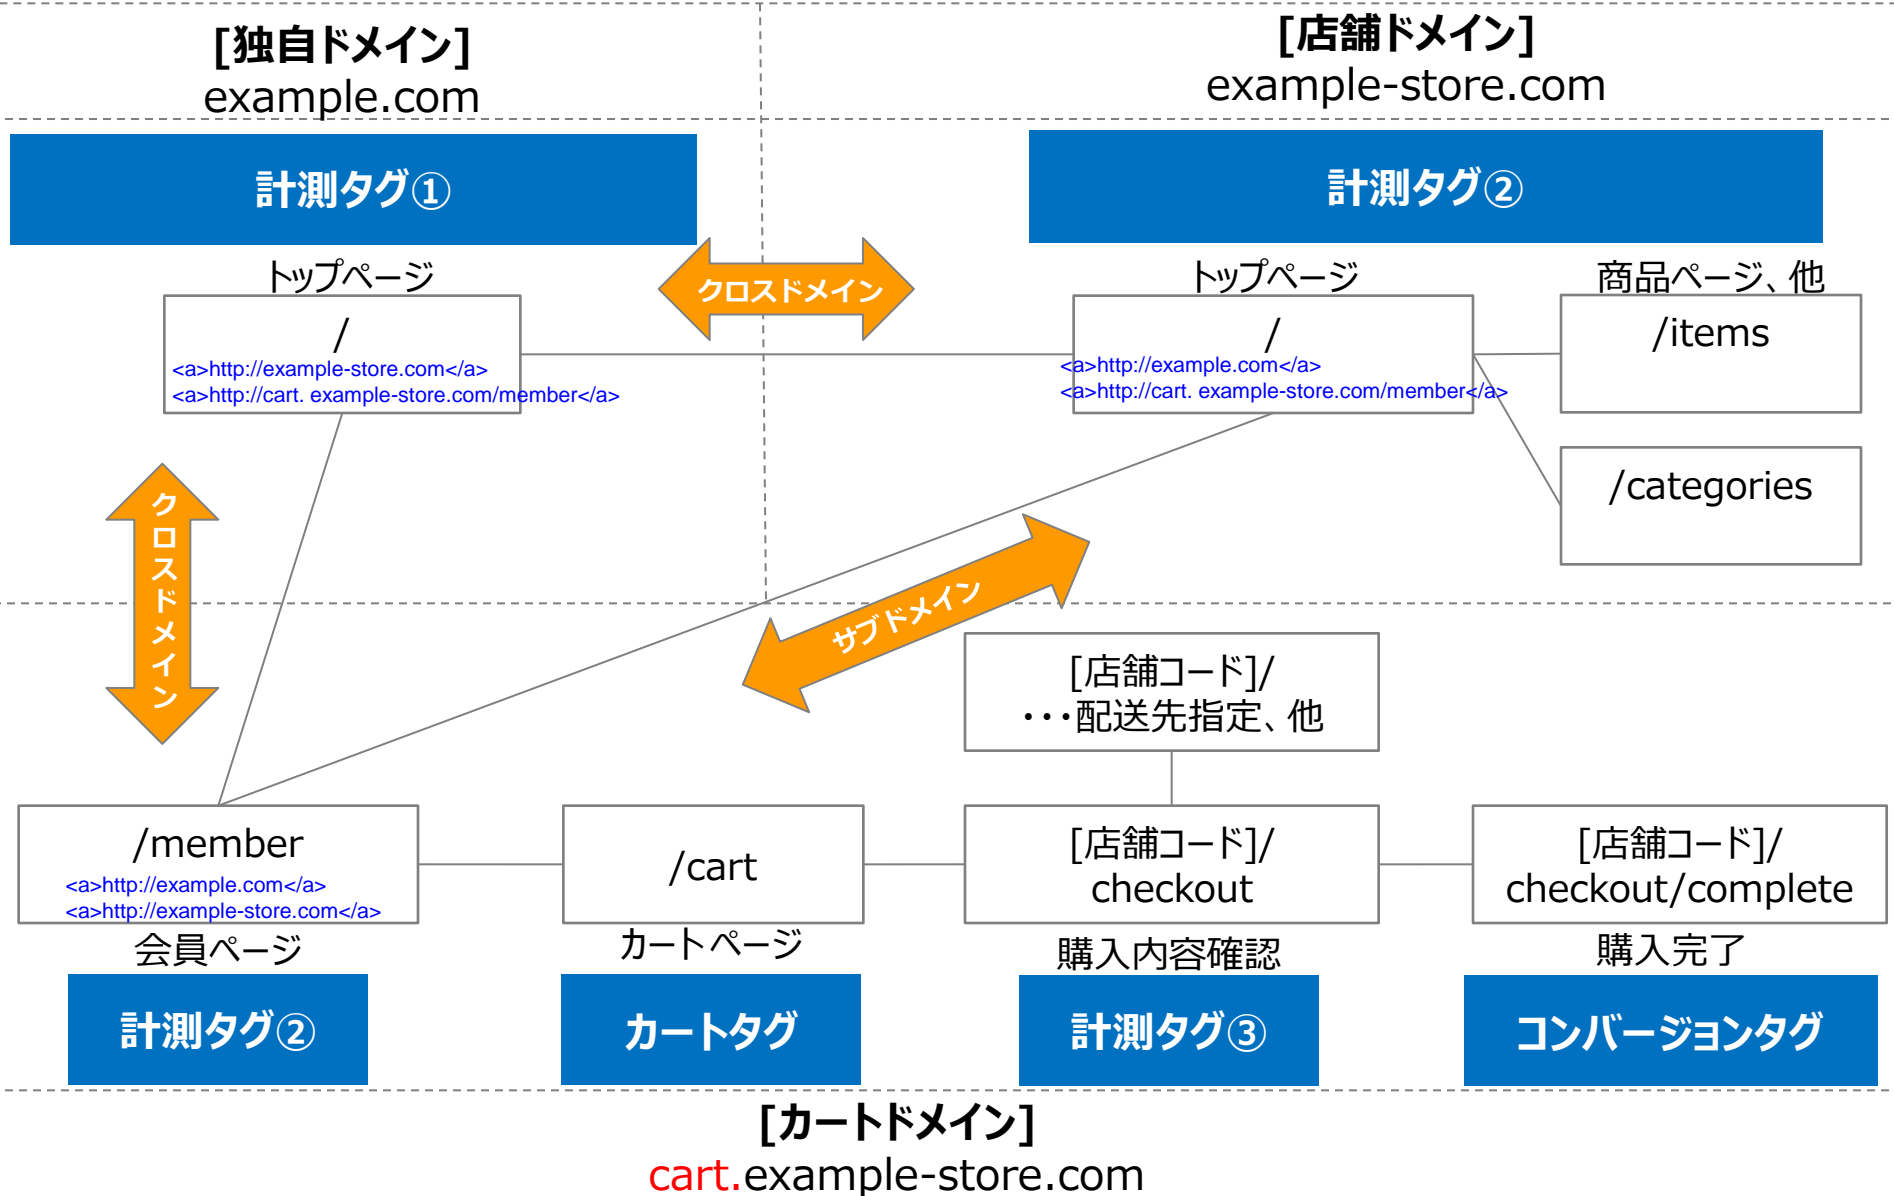 [独自ドメイン]
example.com
[店舗ドメイン]
example-store.com
計測タグ①
計測タグ②
クロスドメイン
トップページ
/
<a>http://example-store.com</a>
<a>http://cart. example-store.com/member</a>
トップページ
/
<a>http://example.com</a>
<a>http://cart. example-store.com/member</a>
商品ページ、他
/items
/categories
クロスドメイン
サブドメイン
[店舗コード]/
・・・配送先指定、他
/member
<a>http://example.com</a>
<a>http://example-store.com</a>
会員ページ
計測タグ②
/cart
カートページ
カートタグ
[店舗コード]/
checkout
購入内容確認
計測タグ③
[店舗コード]/
checkout/complete
購入完了
コンバージョンタグ
[カートドメイン]
cart.example-store.com